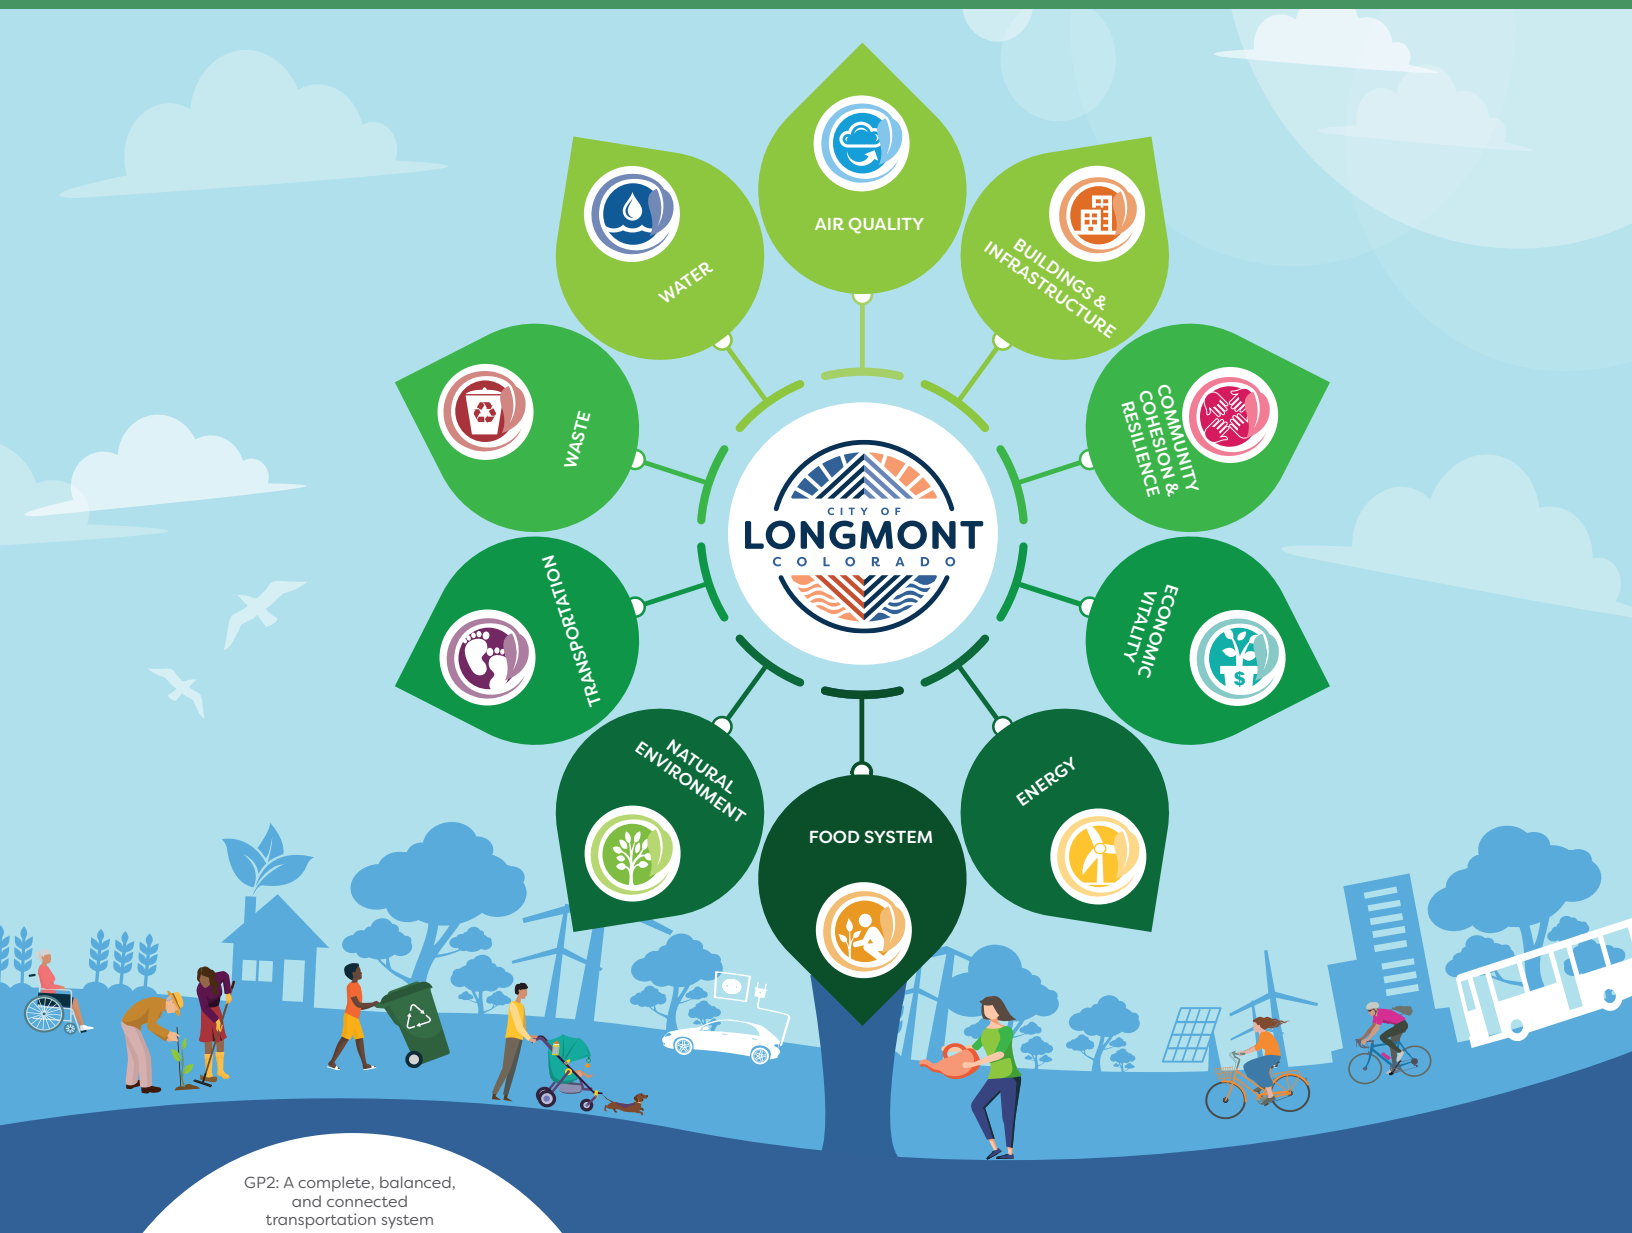 AIR QUALITY
BUILDINGS &
INFRASTRUCTURE
COMMUNITY
COHESION &
RESILIENCE
ECONOMIC
VITALITY
$
ENERGY
FOOD SYSTEM
NATURAL
ENVIRONMENT
TRANSPORTATION
WASTE
WATER
CITY OF
LONGMONT
COLORADO
GP2: A complete, balanced,
and connected
transportation system